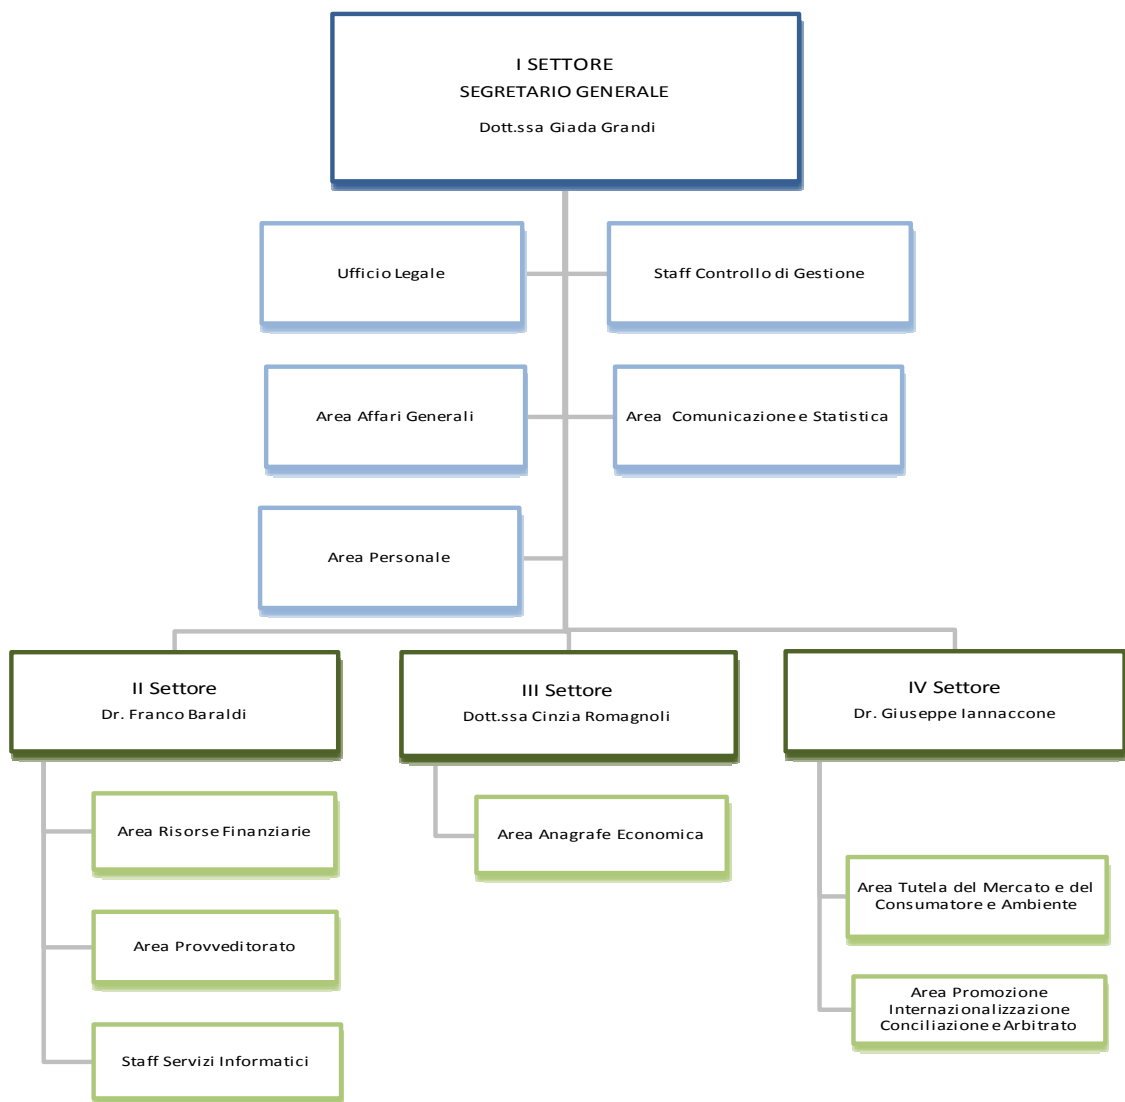 I SETTORE
SEGRETARIO GENERALE
Dott.ssa Giada Grandi
Ufficio Legale
Staff Controllo di Gestione
Area Affari Generali
Area Comunicazione e Statistica
Area Personale
II Settore
Dr. Franco Baraldi
III Settore
Dott.ssa Cinzia Romagnoli
IV Settore
Dr. Giuseppe Iannaccone
Area Risorse Finanziarie
Area Provveditorato
Staff Servizi Informatici
Area Anagrafe Economica
Area Tutela del Mercato e del
Consumatore e Ambiente
Area Promozione
Internazionalizzazione
Conciliazione e Arbitrato